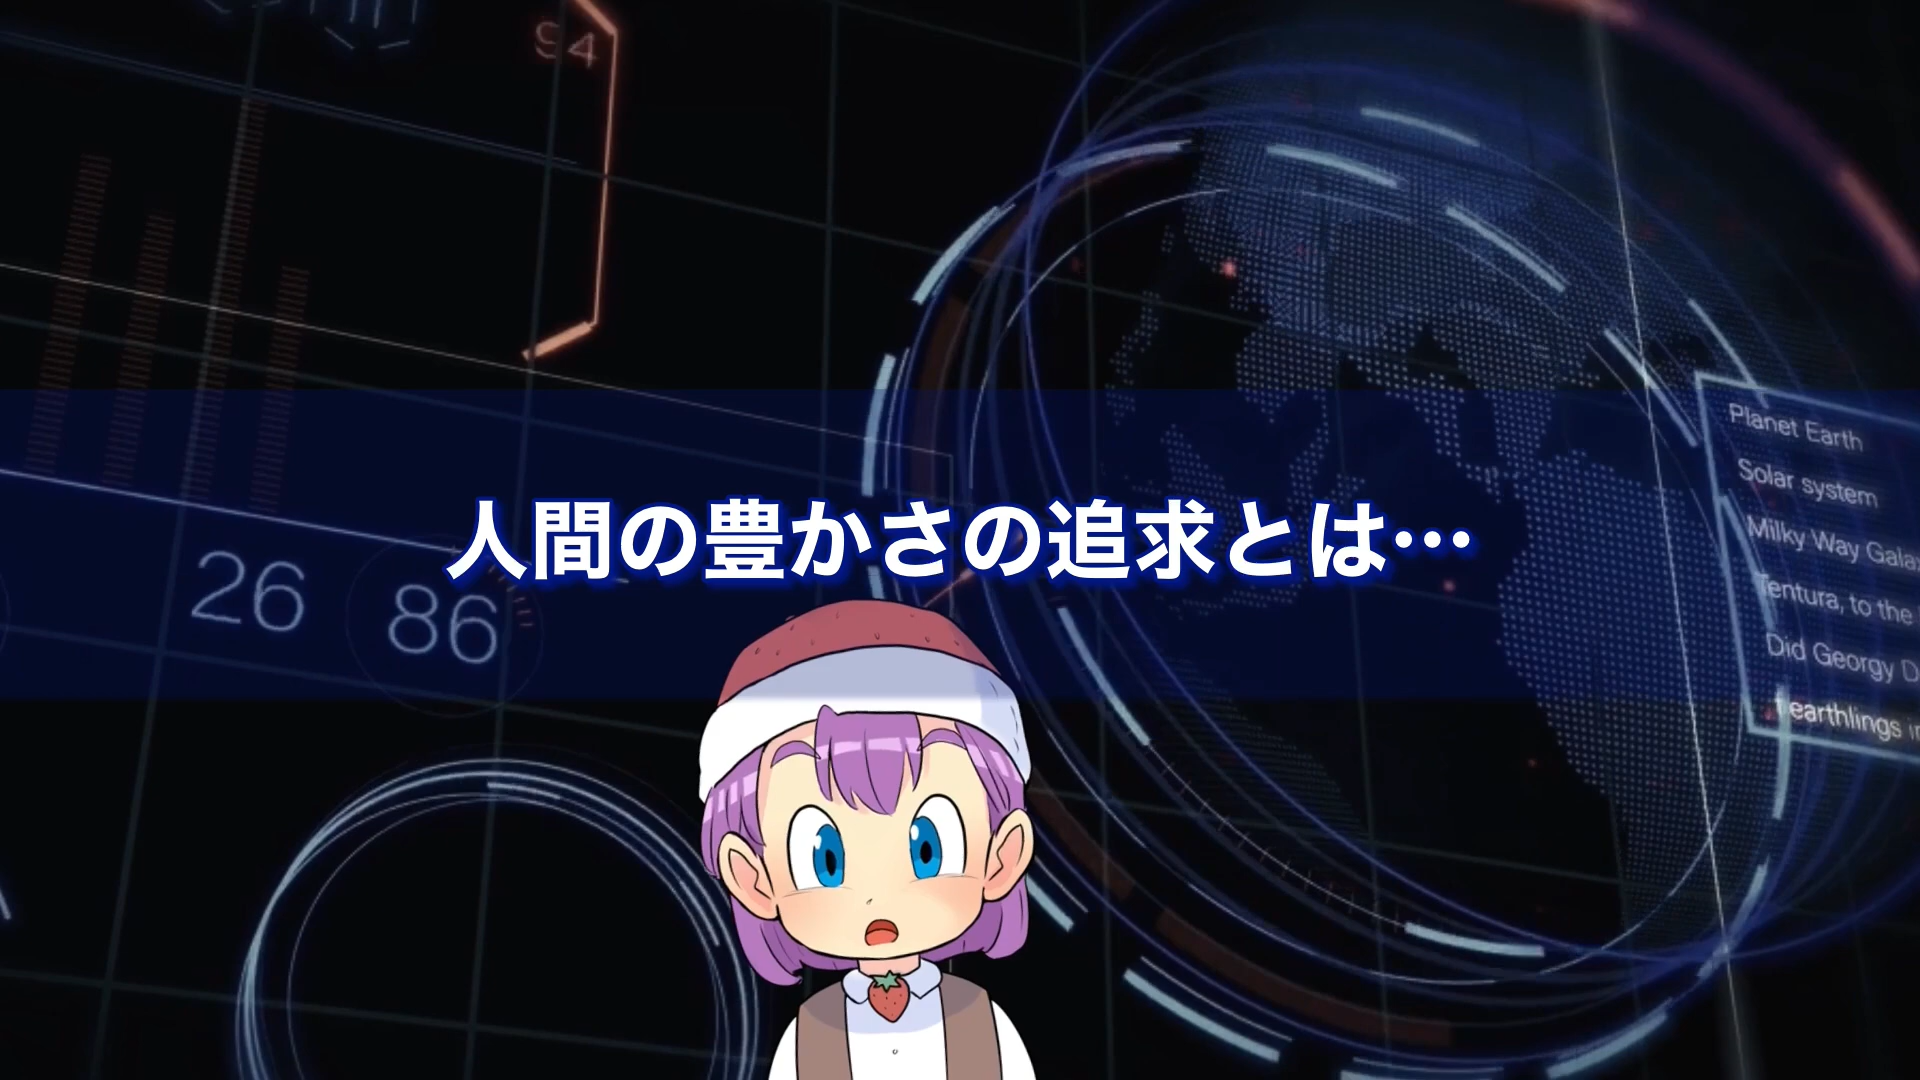 94
人間の豊かさの追求とは…
26 86
Planet Earth
Solar system
Milky Way Gala
Tentura, to the
Did Georgy D
earthlings in